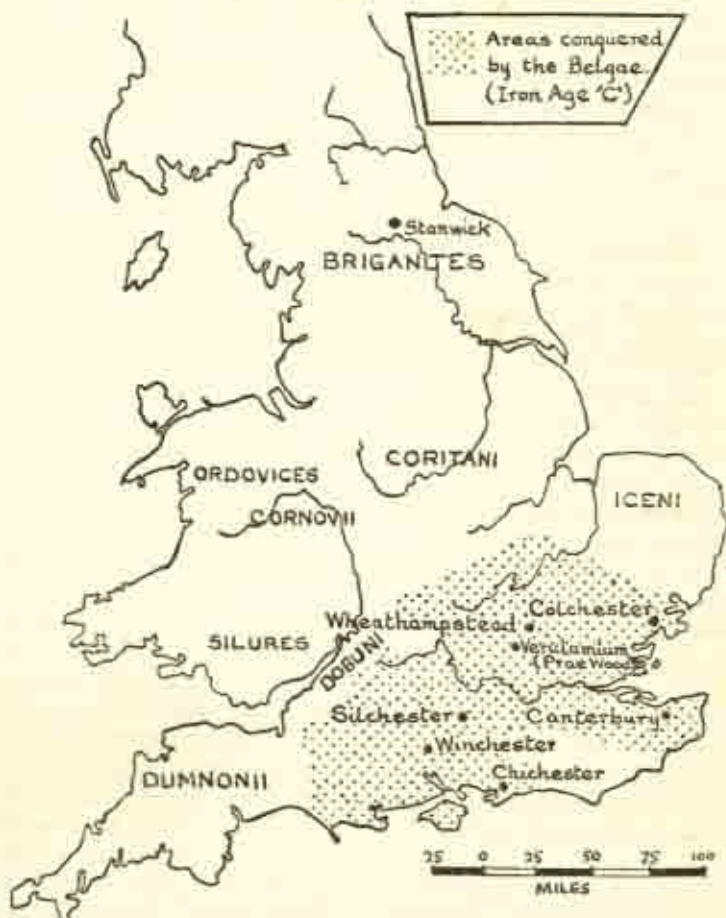 Areas conquered
by the Belgae.
(Iron Age "C")
Stanwick
BRIGANITES
ORDOVICES
CORITANI
ICENI
CORNOVII
Colchester
Wheathampstead
SILURES
DOBUNI
Verulamium
(Prae Wood)
Silchester
Canterbury
Winchester
DUMNONII
Chichester
25 0 25 50 75 100
MILES